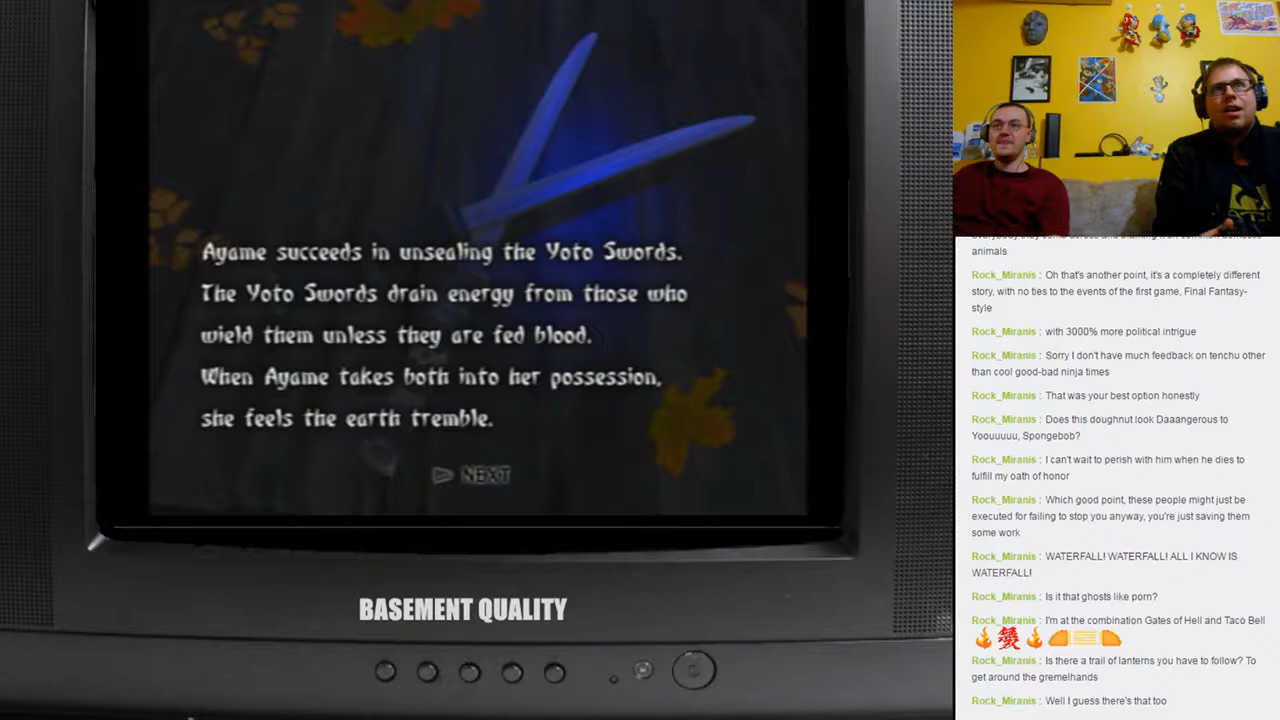 Ayame succeeds in unsealing the Yoto Swords.
The Yoto Swords drain energy from those who
wield them unless they are fed blood.
When Ayame takes both into her possession,
she feels the earth tremble.
NEXT
BASEMENT QUALITY
animals
Rock_Miranis : Oh that's another point, it's a completely different
story, with no ties to the events of the first game, Final Fantasy-
style
Rock_Miranis : with 3000% more political intrigue
Rock_Miranis : Sorry I don't have much feedback on tenchu other
than cool good-bad ninja times
Rock_Miranis : That was your best option honestly
Rock_Miranis : Does this doughnut look Daaangerous to
Yoouuuuu, Spongebob?
Rock_Miranis : I can't wait to perish with him when he dies to
fulfill my oath of honor
Rock_Miranis : Which good point, these people might just be
executed for failing to stop you anyway, you're just saving them
some work
Rock_Miranis : WATERFALL! WATERFALL! ALL I KNOW IS
WATERFALL!
Rock_Miranis : Is it that ghosts like porn?
Rock_Miranis : I'm at the combination Gates of Hell and Taco Bell
Rock_Miranis : Is there a trail of lanterns you have to follow? To
get around the gremelhands
Rock_Miranis : Well I guess there's that too